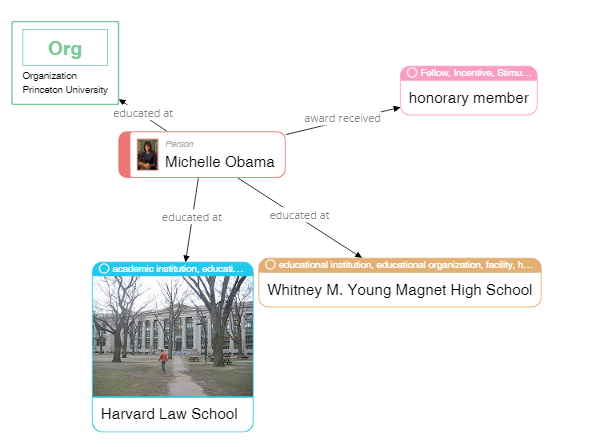 Org
Organization
Princeton University
Fellow, Incentive, Stimu...
honorary member
educated at
award received
Person
Michelle Obama
educated at
educated at
academic institution, educati...
Harvard Law School
educational institution, educational organization, facility, h...
Whitney M. Young Magnet High School